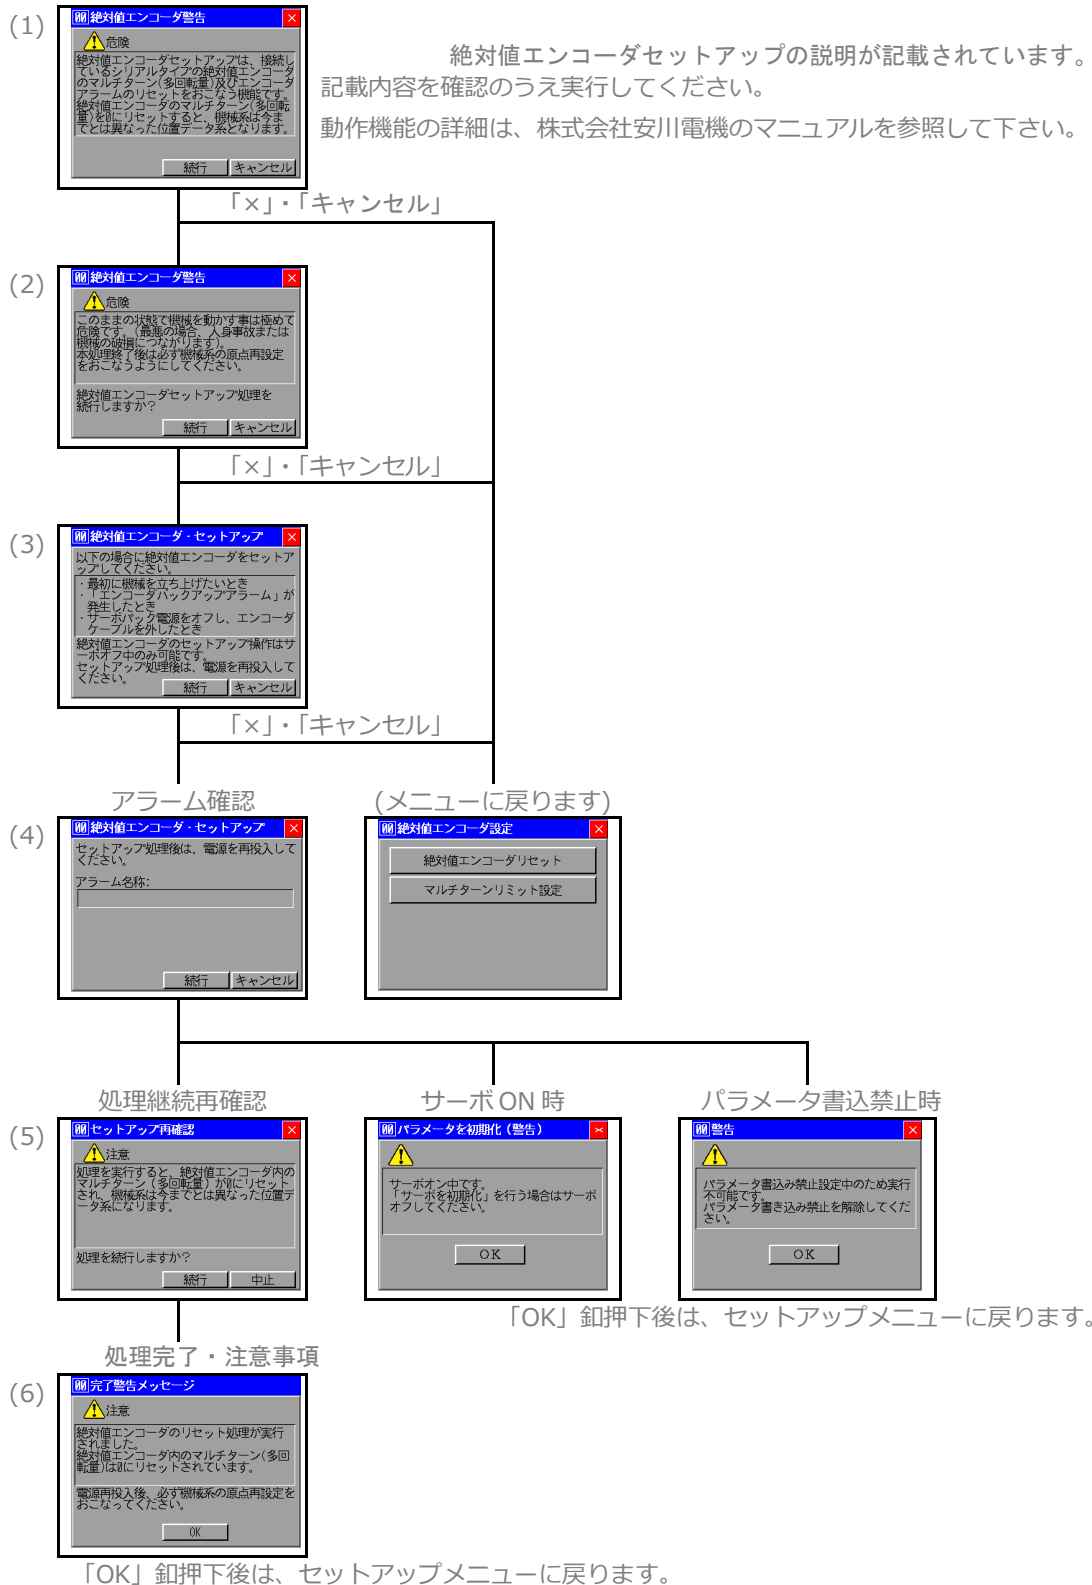 (1)
00 絶対値エンコーダ警告
危険
絶対値エンコーダセットアップは、接続し
ているシリアルタイプの絶対値エンコーダ
のマルチターン(多回転量)及びエンコーダ
アラームのリセットをおこなう機能です。
絶対値エンコーダのマルチターン(多回転
量)を0にリセットすると、機械系は今ま
でとは異なった位置データ系となります。
続行 キャンセル
絶対値エンコーダセットアップの説明が記載されています。
記載内容を確認のうえ実行してください。
動作機能の詳細は、株式会社安川電機のマニュアルを参照して下さい。
「×」・「キャンセル」
(2)
00 絶対値エンコーダ警告
危険
このままの状態で機械を動かす事は極めて
危険です。(最悪の場合、人身事故または
機械の破損につながります)。
本処理終了後は必ず機械系の原点再設定
をおこなうようにしてください。
絶対値エンコーダセットアップ処理を
続行しますか?
続行 キャンセル
「×」・「キャンセル」
(3)
00 絶対値エンコーダ・セットアップ
以下の場合に絶対値エンコーダをセットア
ップしてください。
・最初に機械を立ち上げたいとき
・「エンコーダバックアップアラーム」が
発生したとき
・サーボパック電源をオフし、エンコーダ
ケーブルを外したとき
絶対値エンコーダのセットアップ操作はサ
ーボオフ中のみ可能です。
セットアップ処理後は、電源を再投入して
ください。
続行 キャンセル
「×」・「キャンセル」
アラーム確認
(メニューに戻ります)
(4)
00 絶対値エンコーダ・セットアップ
セットアップ処理後は、電源を再投入して
ください。
アラーム名称:
続行 キャンセル
00 絶対値エンコーダ設定
絶対値エンコーダリセット
マルチターンリミット設定
処理継続再確認
サーボ ON 時
パラメータ書込禁止時
(5)
00 セットアップ再確認
注意
処理を実行すると、絶対値エンコーダ内の
マルチターン(多回転量)が0にリセット
され、機械系は今までとは異なった位置デ
ータ系になります。
処理を続行しますか?
続行 中止
00 パラメータを初期化(警告)
サーボオン中です。
「サーボを初期化」を行う場合はサーボ
オフしてください。
OK
00 警告
パラメータ書込み禁止設定中のため実行
不可能です。
パラメータ書き込み禁止を解除してくだ
さい。
OK
「OK」釦押下後は、セットアップメニューに戻ります。
処理完了・注意事項
(6)
00 完了警告メッセージ
注意
絶対値エンコーダのリセット処理が実行
されました。
絶対値エンコーダ内のマルチターン(多回
転量)は0にリセットされています。
電源再投入後、必ず機械系の原点再設定を
おこなってください。
OK
「OK」釦押下後は、セットアップメニューに戻ります。